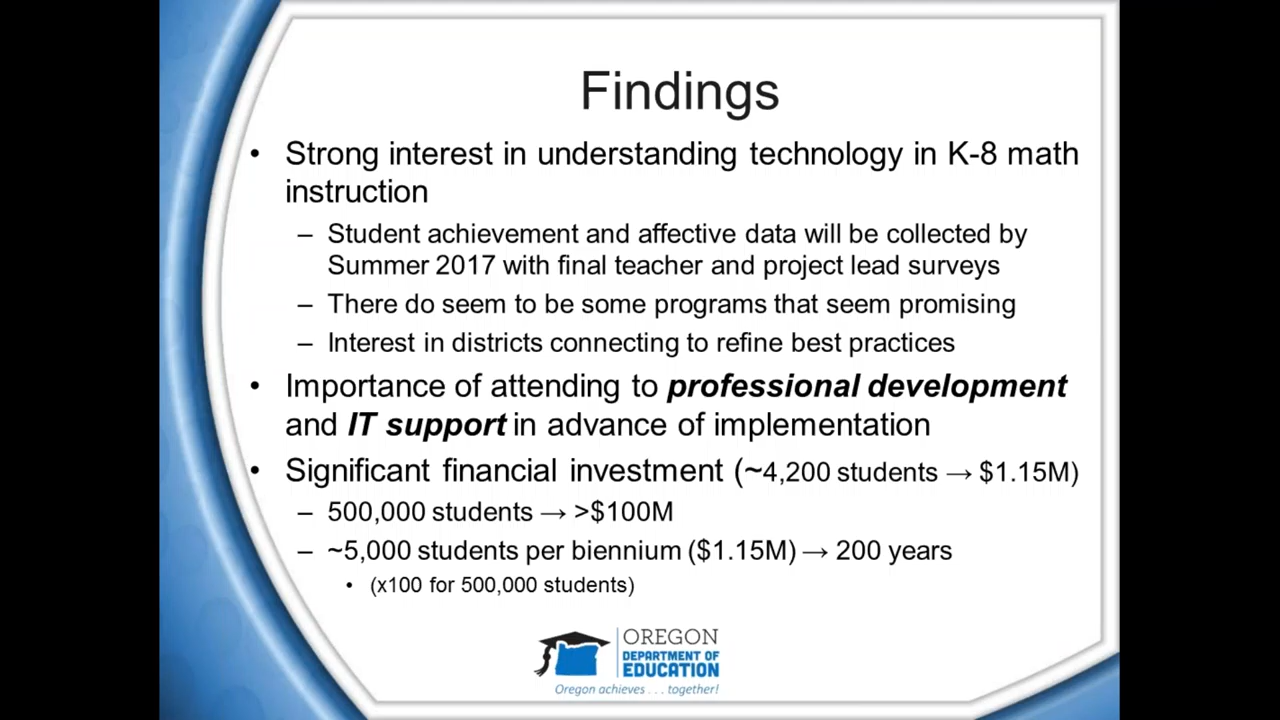 Findings
• Strong interest in understanding technology in K-8 math
instruction
– Student achievement and affective data will be collected by
Summer 2017 with final teacher and project lead surveys
– There do seem to be some programs that seem promising
– Interest in districts connecting to refine best practices
• Importance of attending to professional development
and IT support in advance of implementation
• Significant financial investment (~4,200 students → $1.15M)
– 500,000 students → >$100M
– ~5,000 students per biennium ($1.15M) → 200 years
• (x100 for 500,000 students)
OREGON
DEPARTMENT OF
EDUCATION
Oregon achieves . . . together!